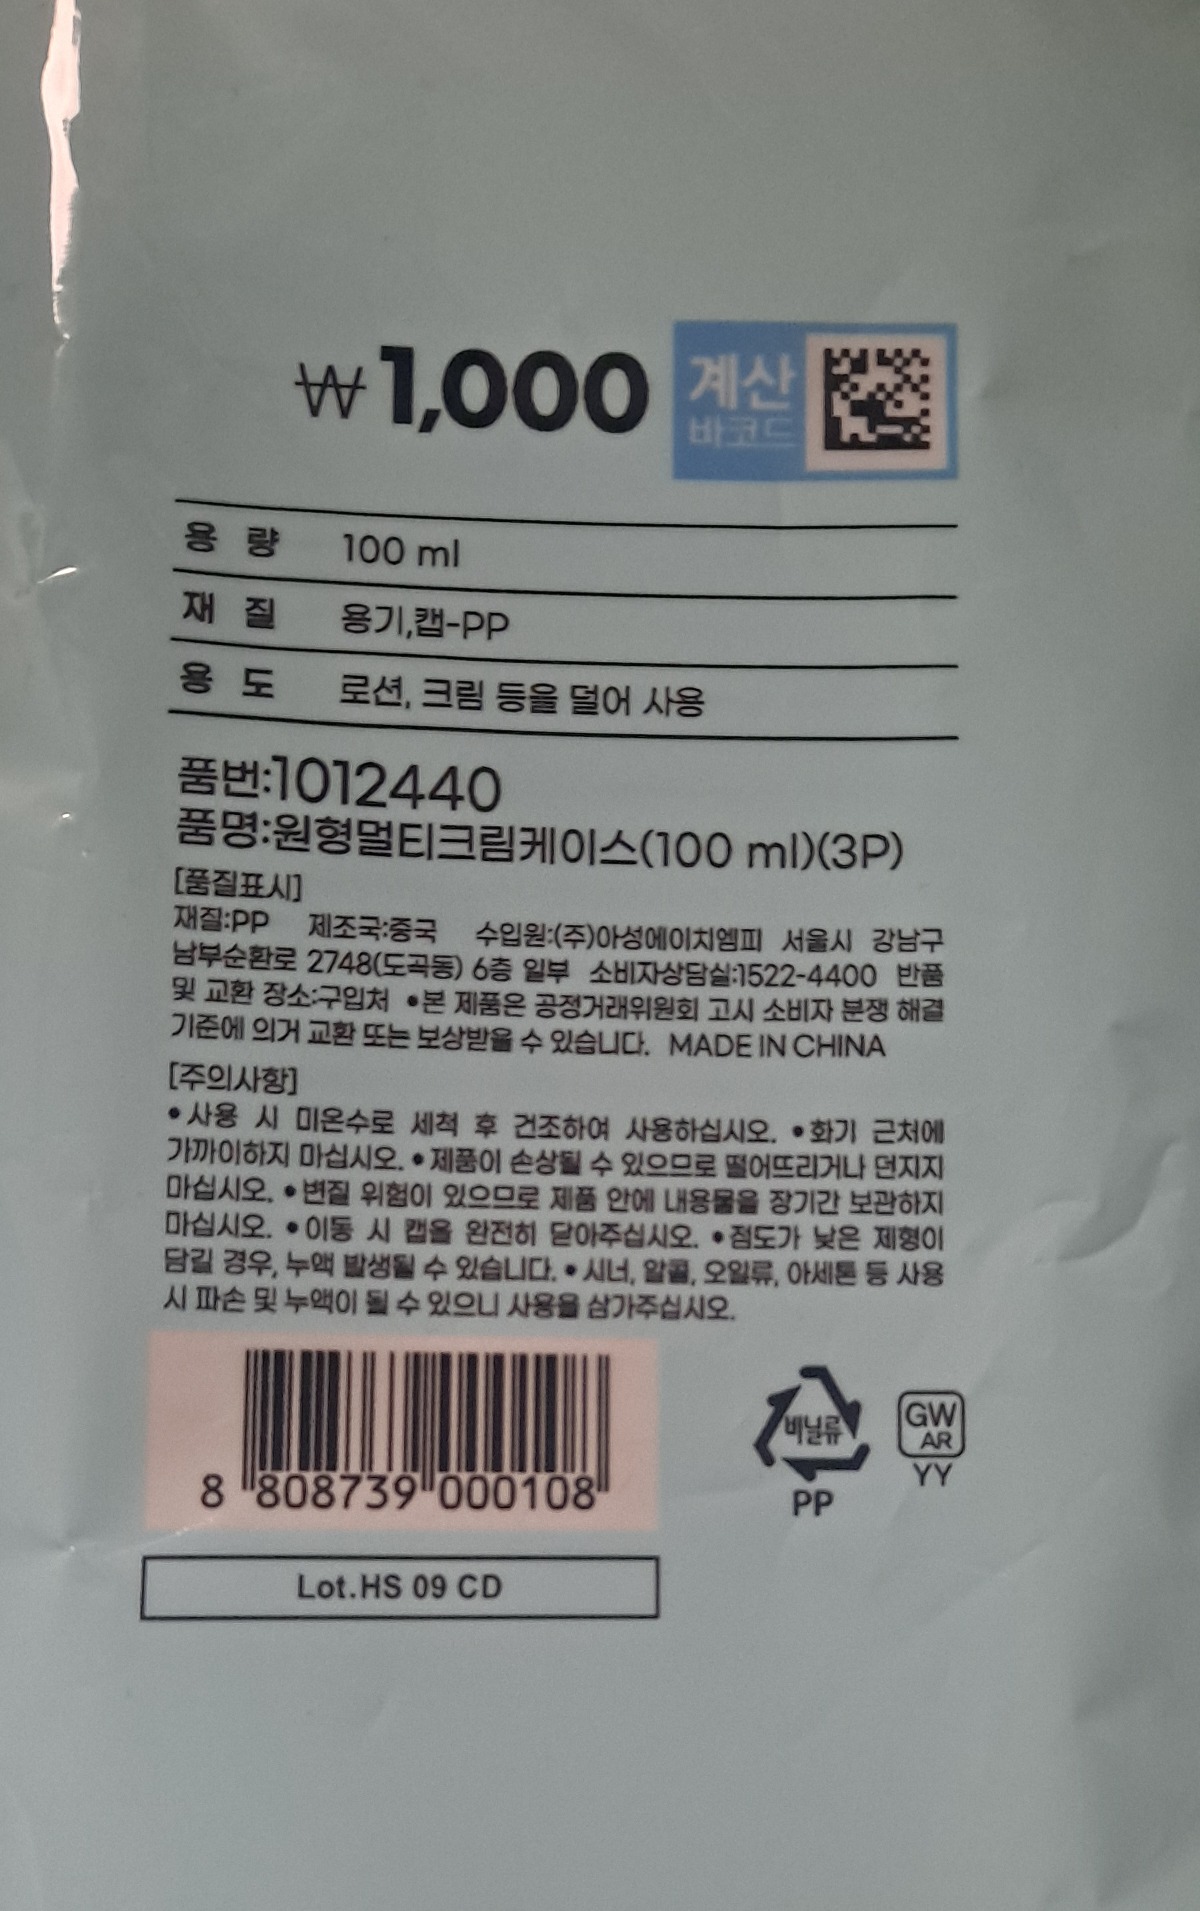 ₩1,000 계산
바코드
용 량 100 ml
재 질 용기,캡-PP
용 도 로션, 크림 등을 덜어 사용
품번:1012440
품명:원형멀티크림케이스(100 ml)(3P)
[품질표시]
재질:PP 제조국:중국 수입원:(주)아성에이치엠피 서울시 강남구
남부순환로 2748(도곡동) 6층 일부 소비자상담실:1522-4400 반품
및 교환 장소:구입처 •본 제품은 공정거래위원회 고시 소비자 분쟁 해결
기준에 의거 교환 또는 보상받을 수 있습니다. MADE IN CHINA
[주의사항]
•사용 시 미온수로 세척 후 건조하여 사용하십시오. •화기 근처에
가까이하지 마십시오. •제품이 손상될 수 있으므로 떨어뜨리거나 던지지
마십시오. •변질 위험이 있으므로 제품 안에 내용물을 장기간 보관하지
마십시오. •이동 시 캡을 완전히 닫아주십시오. •점도가 낮은 제형이
담길 경우, 누액 발생될 수 있습니다. •시너, 알콜, 오일류, 아세톤 등 사용
시 파손 및 누액이 될 수 있으니 사용을 삼가주십시오.
8 808739 000108
비닐류
PP
GW
AR
YY
Lot.HS 09 CD